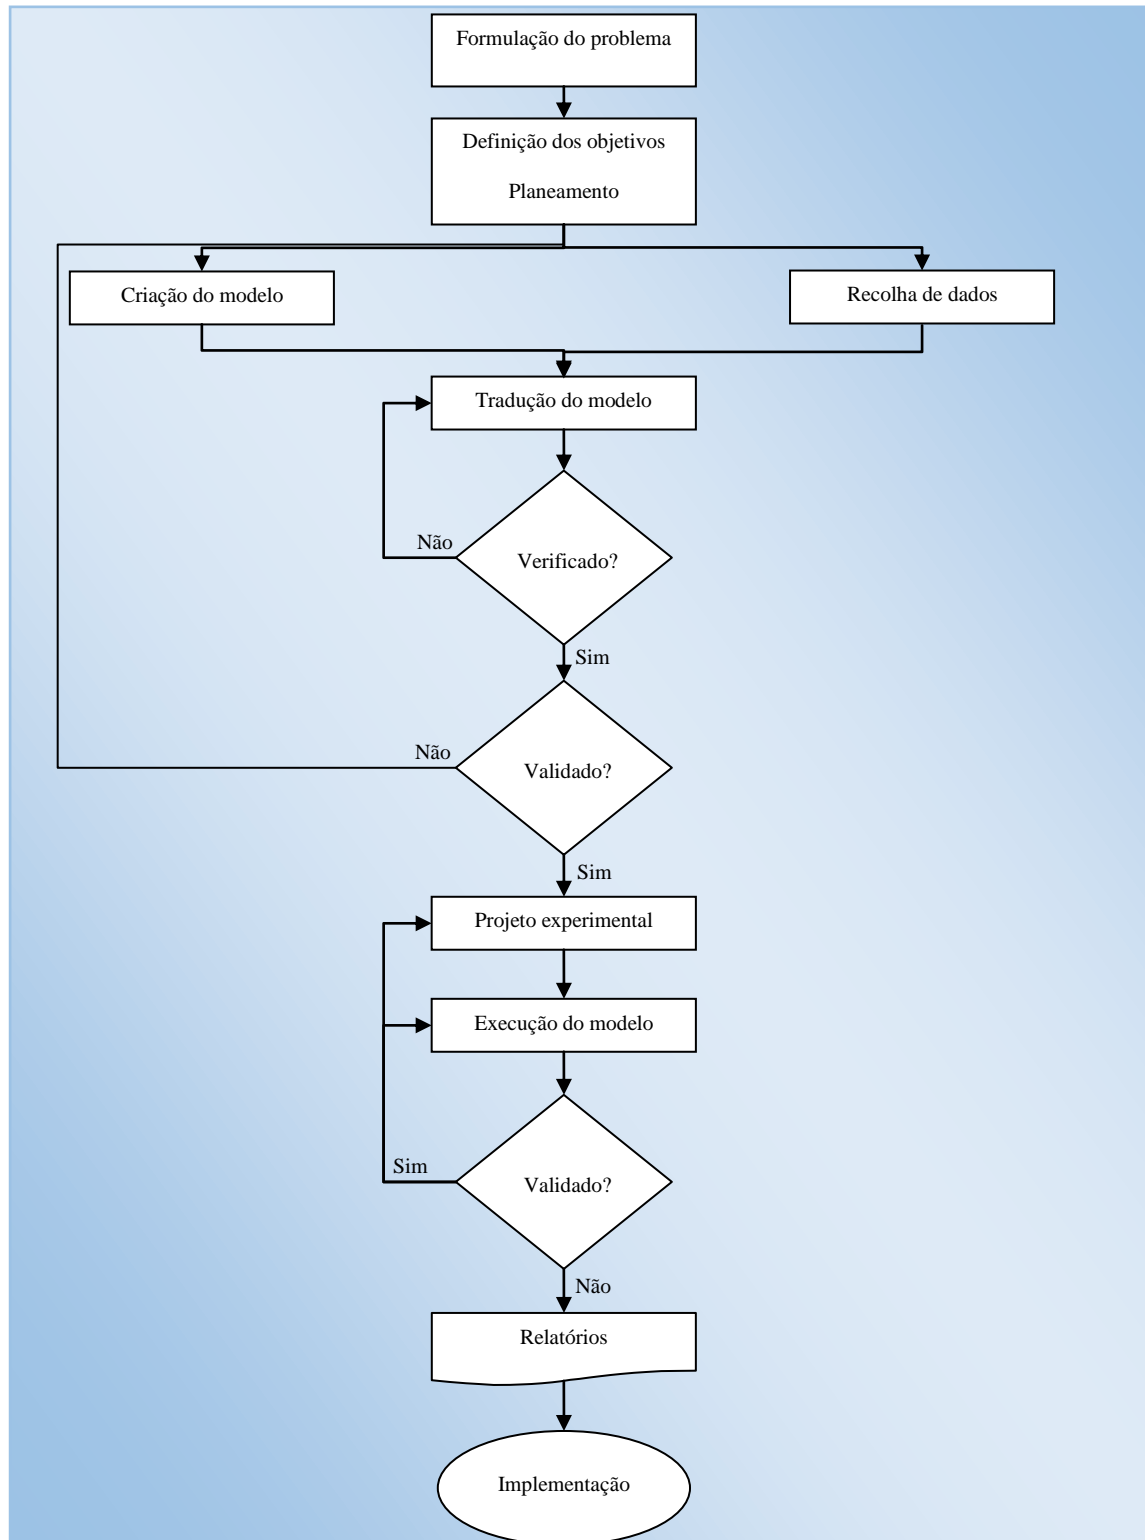 Formulação do problema
Definição dos objetivos
Planeamento
Criação do modelo
Recolha de dados
Tradução do modelo
Não
Verificado?
Sim
Não
Validado?
Sim
Projeto experimental
Execução do modelo
Sim
Validado?
Não
Relatórios
Implementação